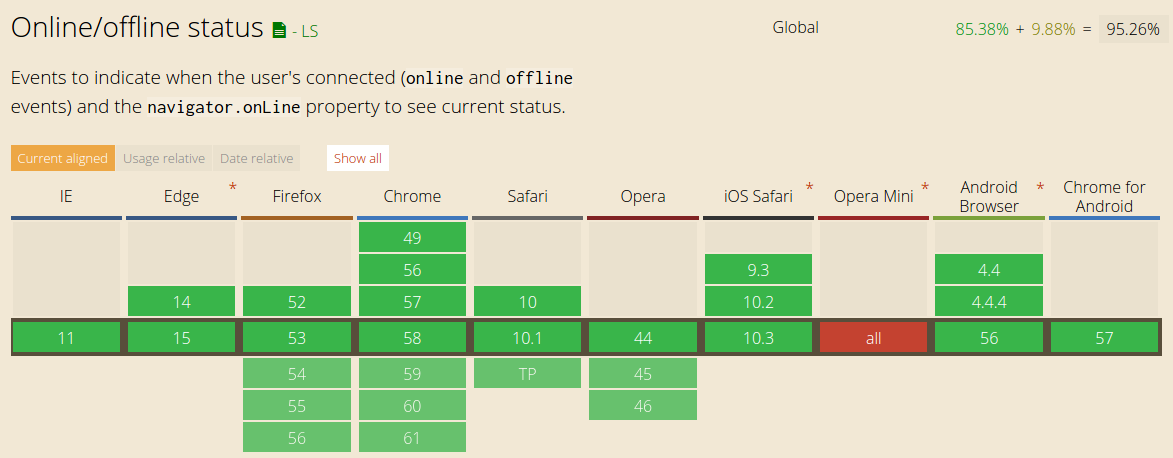 Online/offline status - LS
Global 85.38% + 9.88% = 95.26%
Events to indicate when the user's connected (online and offline
events) and the navigator.onLine property to see current status.
Current aligned Usage relative Date relative Show all
IE Edge * Firefox Chrome Safari Opera iOS Safari * Opera Mini * Android Browser * Chrome for Android
49
56 9.3 4.4
14 52 57 10 10.2 4.4.4
11 15 53 58 10.1 44 10.3 all 56 57
54 59 TP 45
55 60 46
56 61